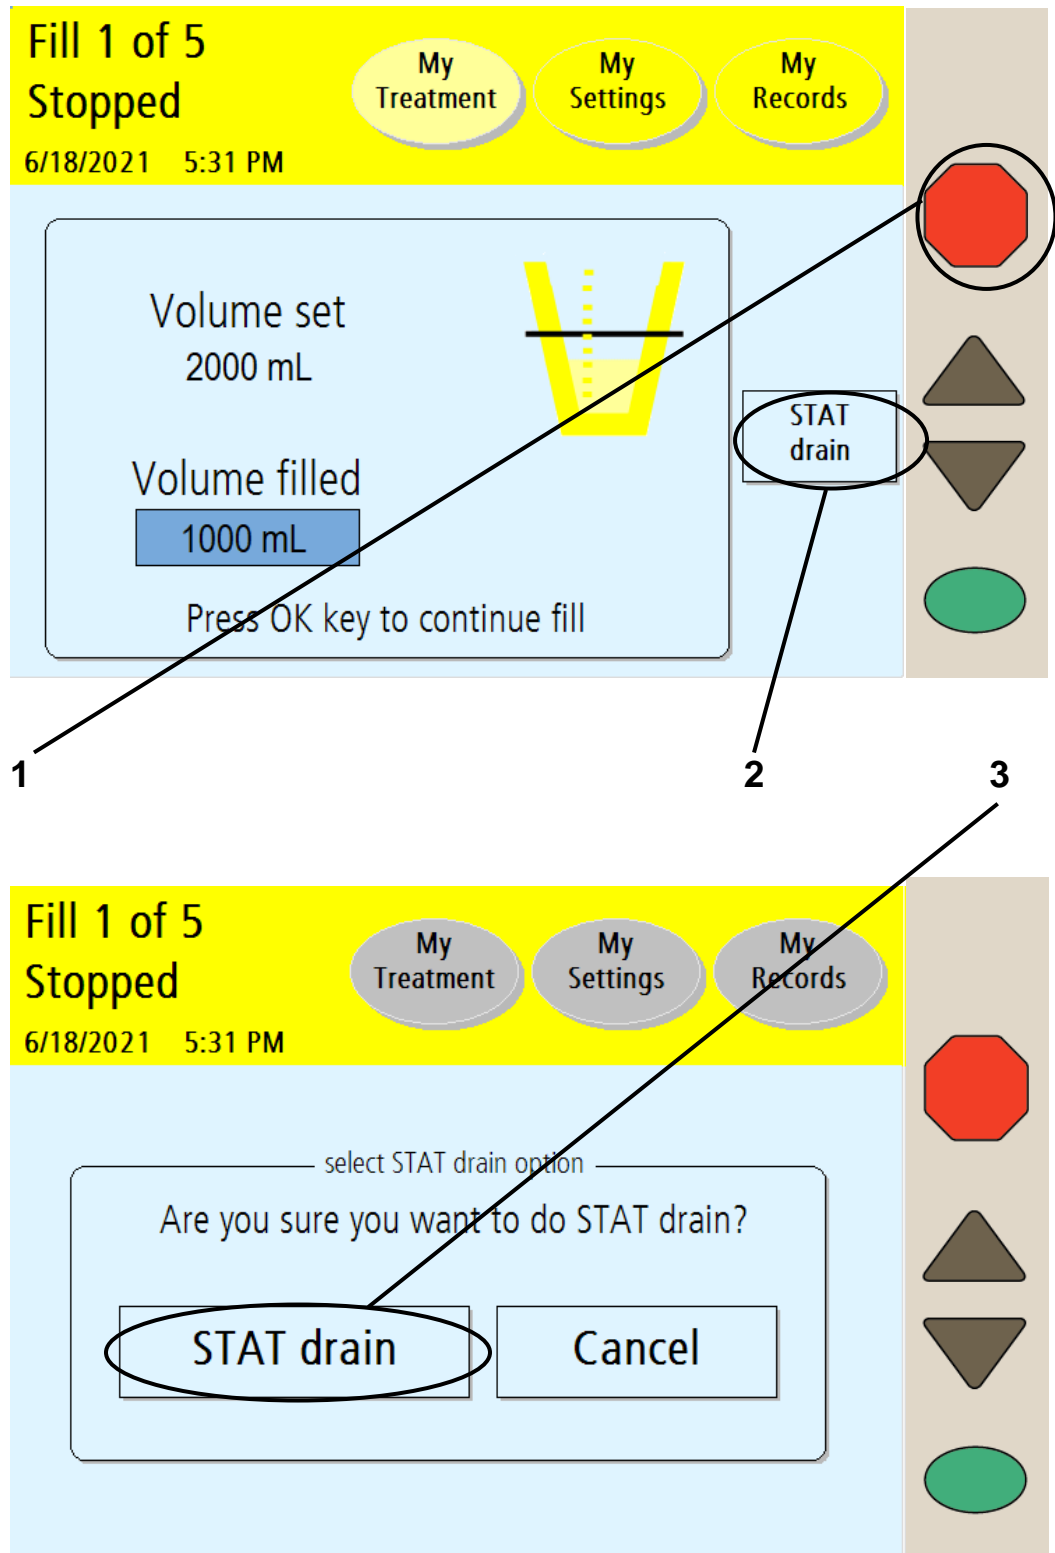 Fill 1 of 5
Stopped
6/18/2021 5:31 PM
My
Treatment
My
Settings
My
Records
Volume set
2000 mL
Volume filled
1000 mL
Press OK key to continue fill
STAT
drain
1
2
3
Fill 1 of 5
Stopped
6/18/2021 5:31 PM
My
Treatment
My
Settings
My
Records
select STAT drain option
Are you sure you want to do STAT drain?
STAT drain
Cancel